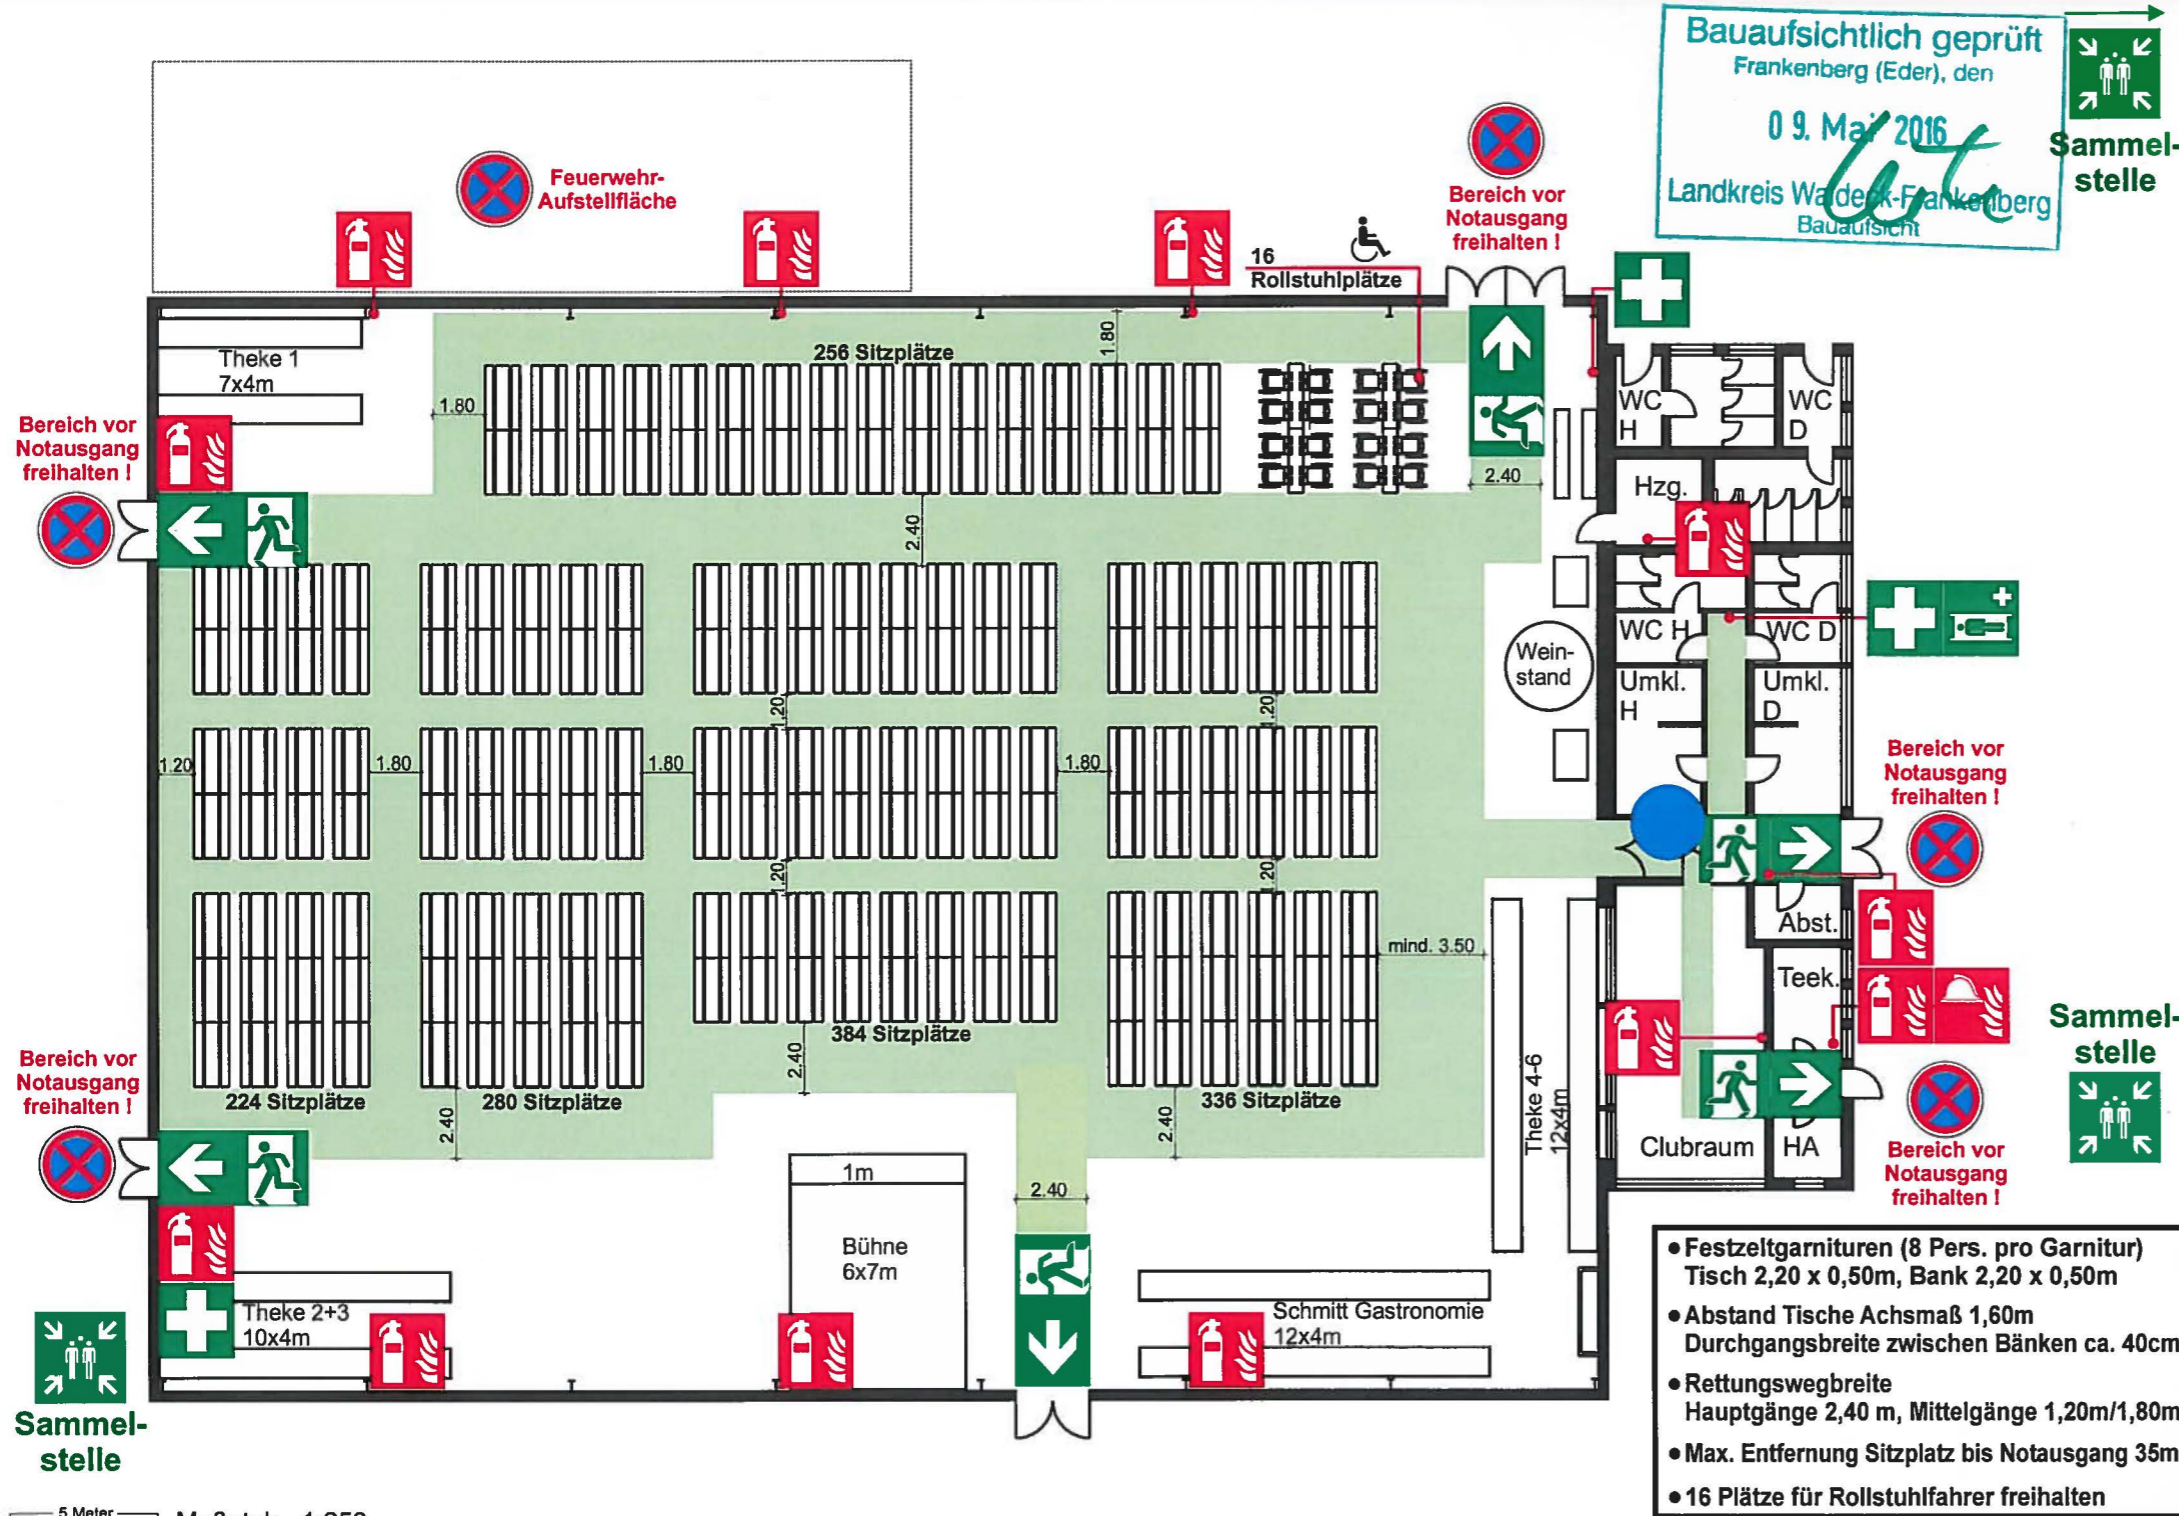 Bauaufsichtlich geprüft
Frankenberg (Eder), den
09. Mai 2016
Landkreis Waldeck-Frankenberg
Bauaufsicht
Sammel-
stelle
Feuerwehr-
Aufstellfläche
Bereich vor
Notausgang
freihalten !
16
Rollstuhlplätze
Theke 1
7x4m
256 Sitzplätze
1.80
1.80
2.40
2.40
WC
H
WC
D
Hzg.
Bereich vor
Notausgang
freihalten !
WC H
WC D
Umkl.
H
Umkl.
D
Wein-
stand
1.20
1.20
1.20
1.80
1.80
1.80
1.20
1.20
Bereich vor
Notausgang
freihalten !
Abst.
Teek.
mind. 3.50
384 Sitzplätze
2.40
Sammel-
stelle
Bereich vor
Notausgang
freihalten !
224 Sitzplätze
280 Sitzplätze
336 Sitzplätze
2.40
2.40
Theke 4-6
12x4m
Clubraum
HA
Bereich vor
Notausgang
freihalten !
1m
2.40
Bühne
6x7m
Theke 2+3
10x4m
Schmitt Gastronomie
12x4m
Sammel-
stelle
• Festzeltgarnituren (8 Pers. pro Garnitur)
Tisch 2,20 x 0,50m, Bank 2,20 x 0,50m
• Abstand Tische Achsmaß 1,60m
Durchgangsbreite zwischen Bänken ca. 40cm
• Rettungswegbreite
Hauptgänge 2,40 m, Mittelgänge 1,20m/1,80m
• Max. Entfernung Sitzplatz bis Notausgang 35m
• 16 Plätze für Rollstuhlfahrer freihalten
5 Meter